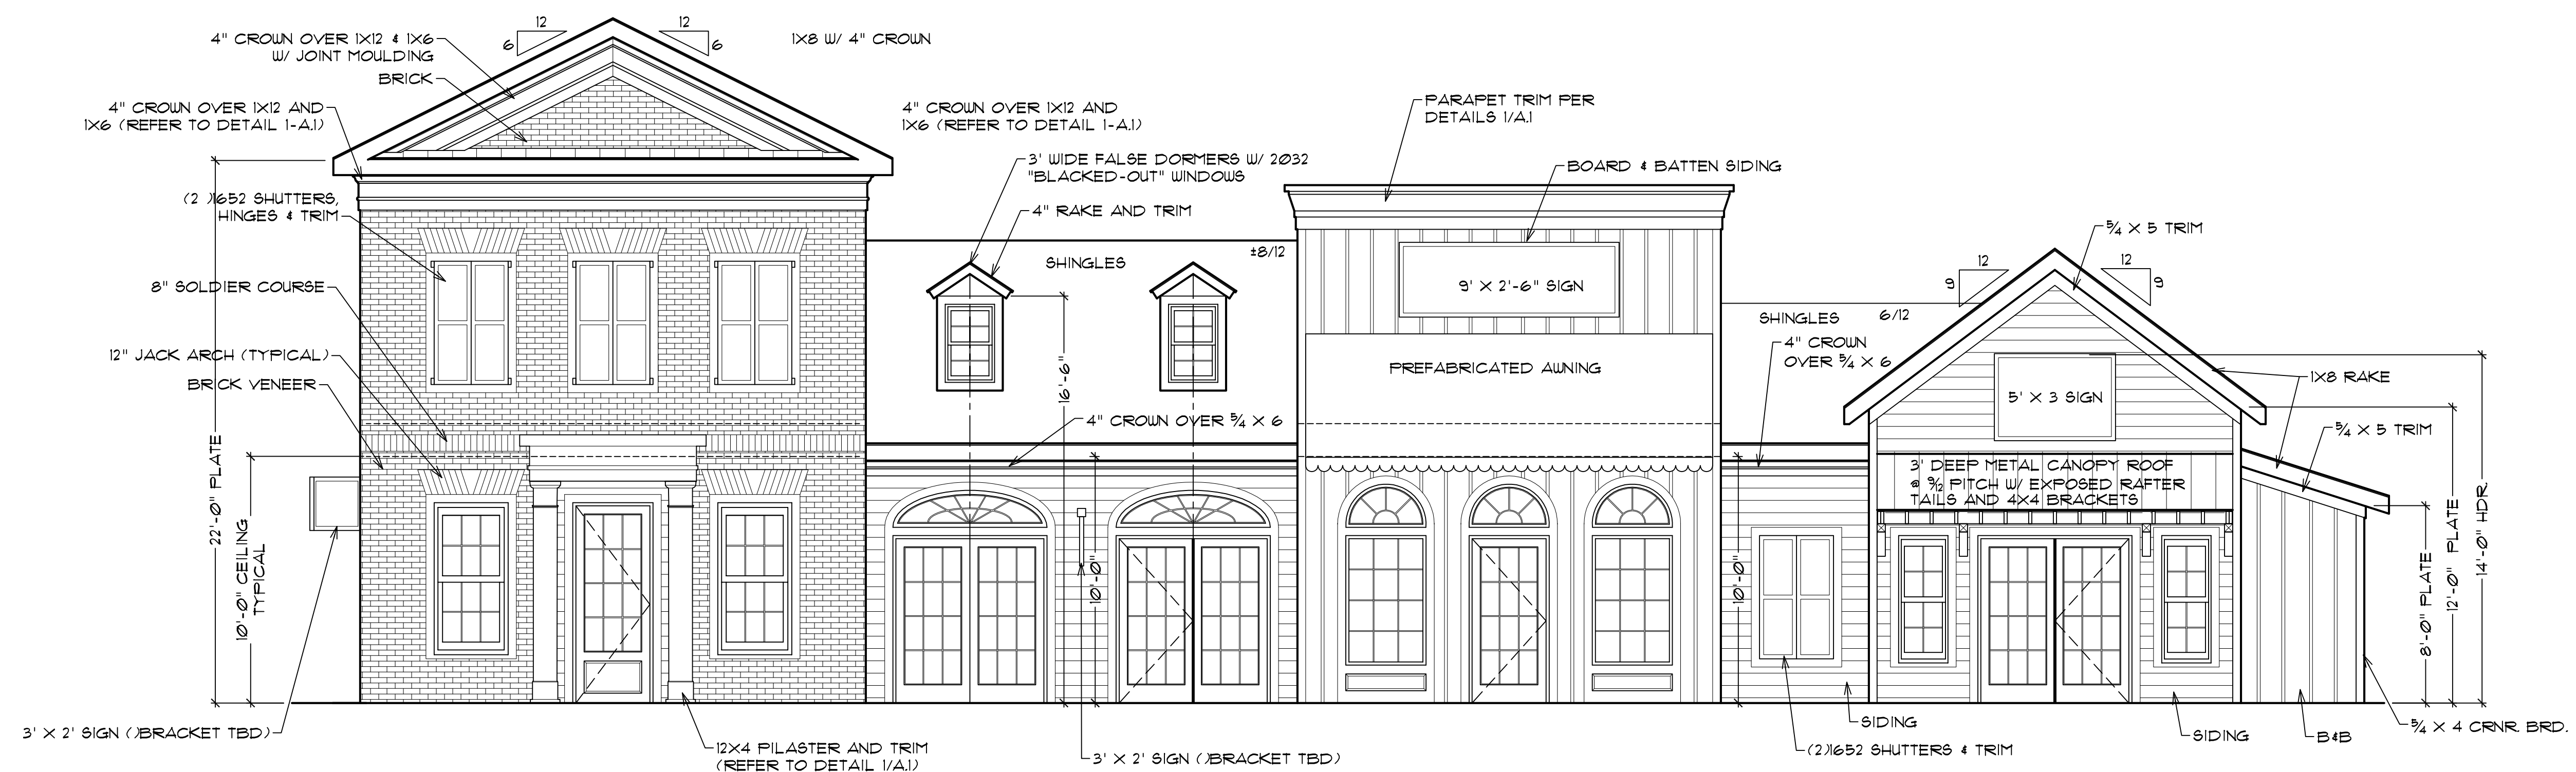 12
6
12
6
4" CROWN OVER 1X12 & 1X6
W/ JOINT MOULDING
BRICK
1X8 W/ 4" CROWN
4" CROWN OVER 1X12 AND
1X6 (REFER TO DETAIL 1-A.1)
4" CROWN OVER 1X12 AND
1X6 (REFER TO DETAIL 1-A.1)
3' WIDE FALSE DORMERS W/ 2032
"BLACKED-OUT" WINDOWS
4" RAKE AND TRIM
PARAPET TRIM PER
DETAILS 1/A.1
BOARD & BATTEN SIDING
(2 )1652 SHUTTERS,
HINGES & TRIM
8" SOLDIER COURSE
12" JACK ARCH (TYPICAL)
BRICK VENEER
22'-0" PLATE
10'-0" CEILING
TYPICAL
3' X 2' SIGN ()BRACKET TBD)
12X4 PILASTER AND TRIM
(REFER TO DETAIL 1/A.1)
SHINGLES
±8/12
16'-6"
4" CROWN OVER 5/4 X 6
10'-0"
3' X 2' SIGN ()BRACKET TBD)
9' X 2'-6" SIGN
PREFABRICATED AWNING
SHINGLES
6/12
4" CROWN
OVER 5/4 X 6
10'-0"
SIDING
(2)1652 SHUTTERS & TRIM
12
9
12
9
5/4 X 5 TRIM
5' X 3 SIGN
3' DEEP METAL CANOPY ROOF
@ 9/12 PITCH W/ EXPOSED RAFTER
TAILS AND 4X4 BRACKETS
1X8 RAKE
5/4 X 5 TRIM
8'-0" PLATE
12'-0" PLATE
14'-0" HDR.
SIDING
B&B
5/4 X 4 CRNR. BRD.